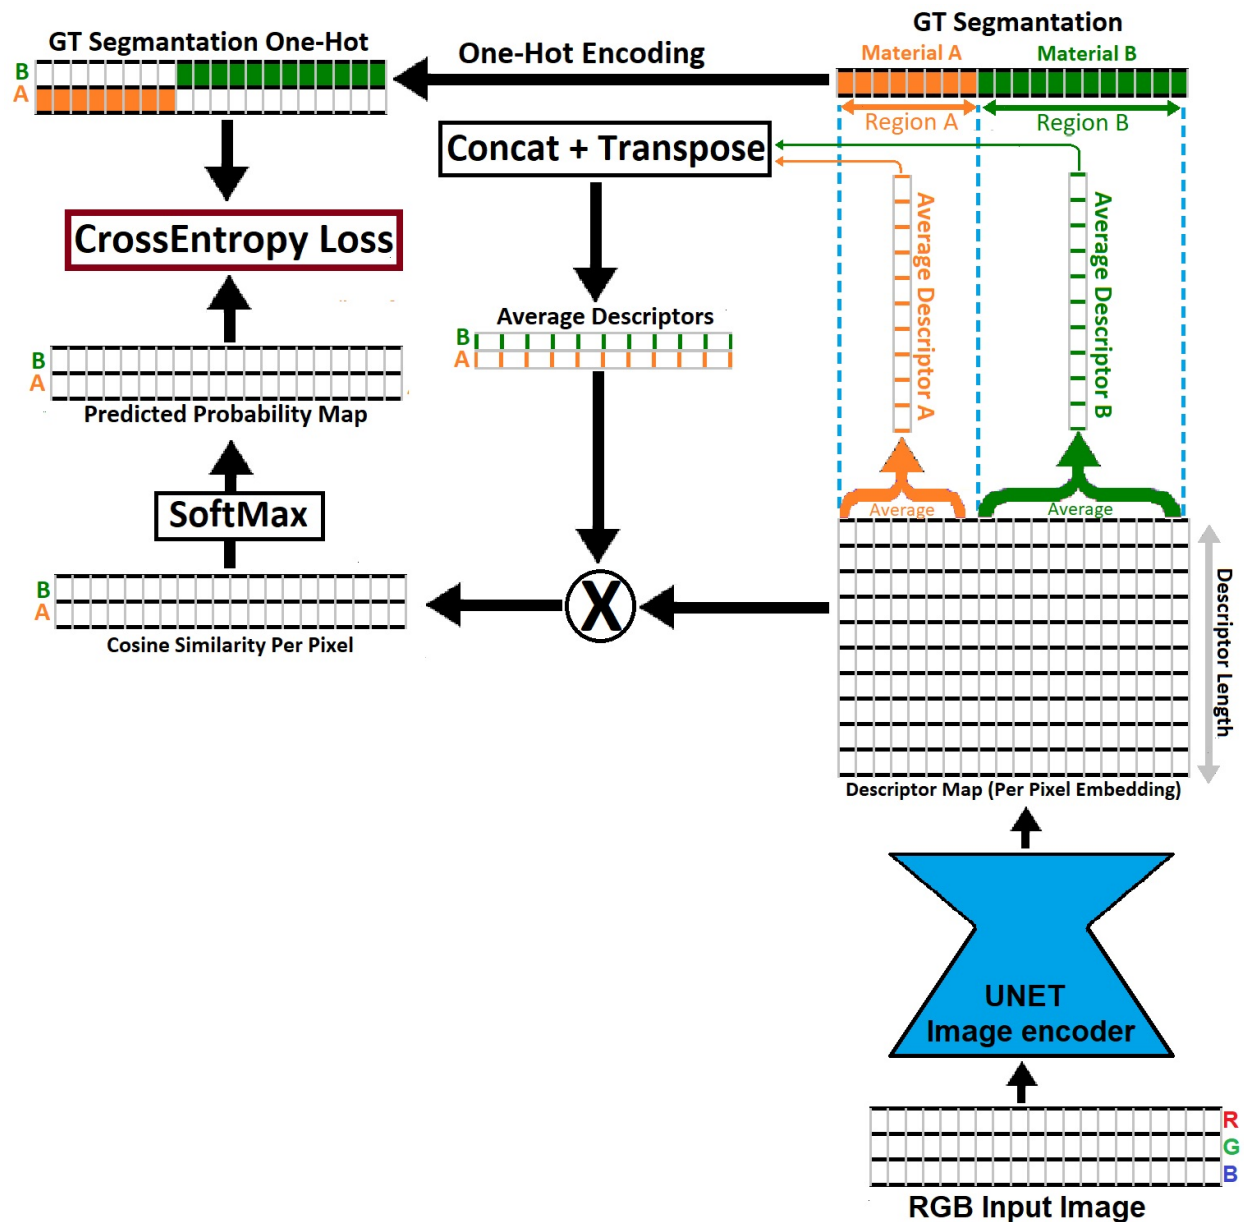 GT Segmantation
GT Segmantation One-Hot
One-Hot Encoding
Material A
Material B
B
A
Region A
Region B
Concat + Transpose
CrossEntropy Loss
Average Descriptor A
Average Descriptor B
Average Descriptors
B
A
B
A
Predicted Probability Map
SoftMax
Average
Average
B
A
Cosine Similarity Per Pixel
X
Descriptor Length
Descriptor Map (Per Pixel Embedding)
UNET
Image encoder
R
G
B
RGB Input Image